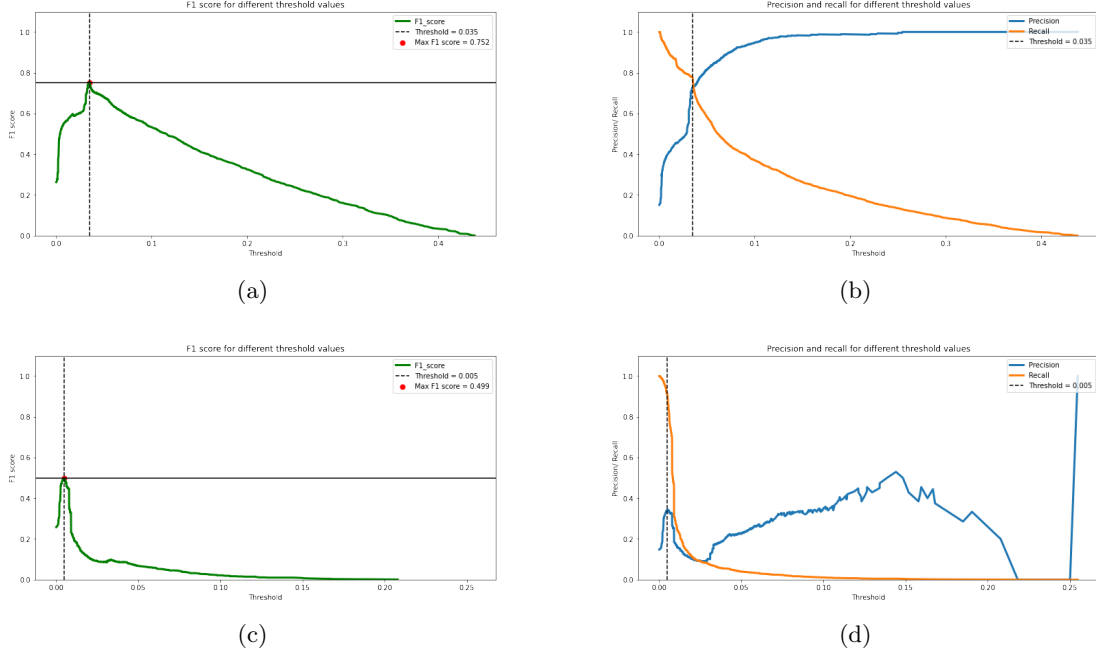 F1 score for different threshold values
F1_score
Threshold = 0.035
Max F1 score = 0.752
1.0
0.8
0.6
0.4
0.2
0.0
F1 score
0.0 0.1 0.2 0.3 0.4
Threshold
(a)
Precision and recall for different threshold values
Precision
Recall
Threshold = 0.035
1.0
0.8
0.6
0.4
0.2
0.0
Precision/ Recall
0.0 0.1 0.2 0.3 0.4
Threshold
(b)
F1 score for different threshold values
F1_score
Threshold = 0.005
Max F1 score = 0.499
1.0
0.8
0.6
0.4
0.2
0.0
F1 score
0.00 0.05 0.10 0.15 0.20 0.25
Threshold
(c)
Precision and recall for different threshold values
Precision
Recall
Threshold = 0.005
1.0
0.8
0.6
0.4
0.2
0.0
Precision/ Recall
0.00 0.05 0.10 0.15 0.20 0.25
Threshold
(d)